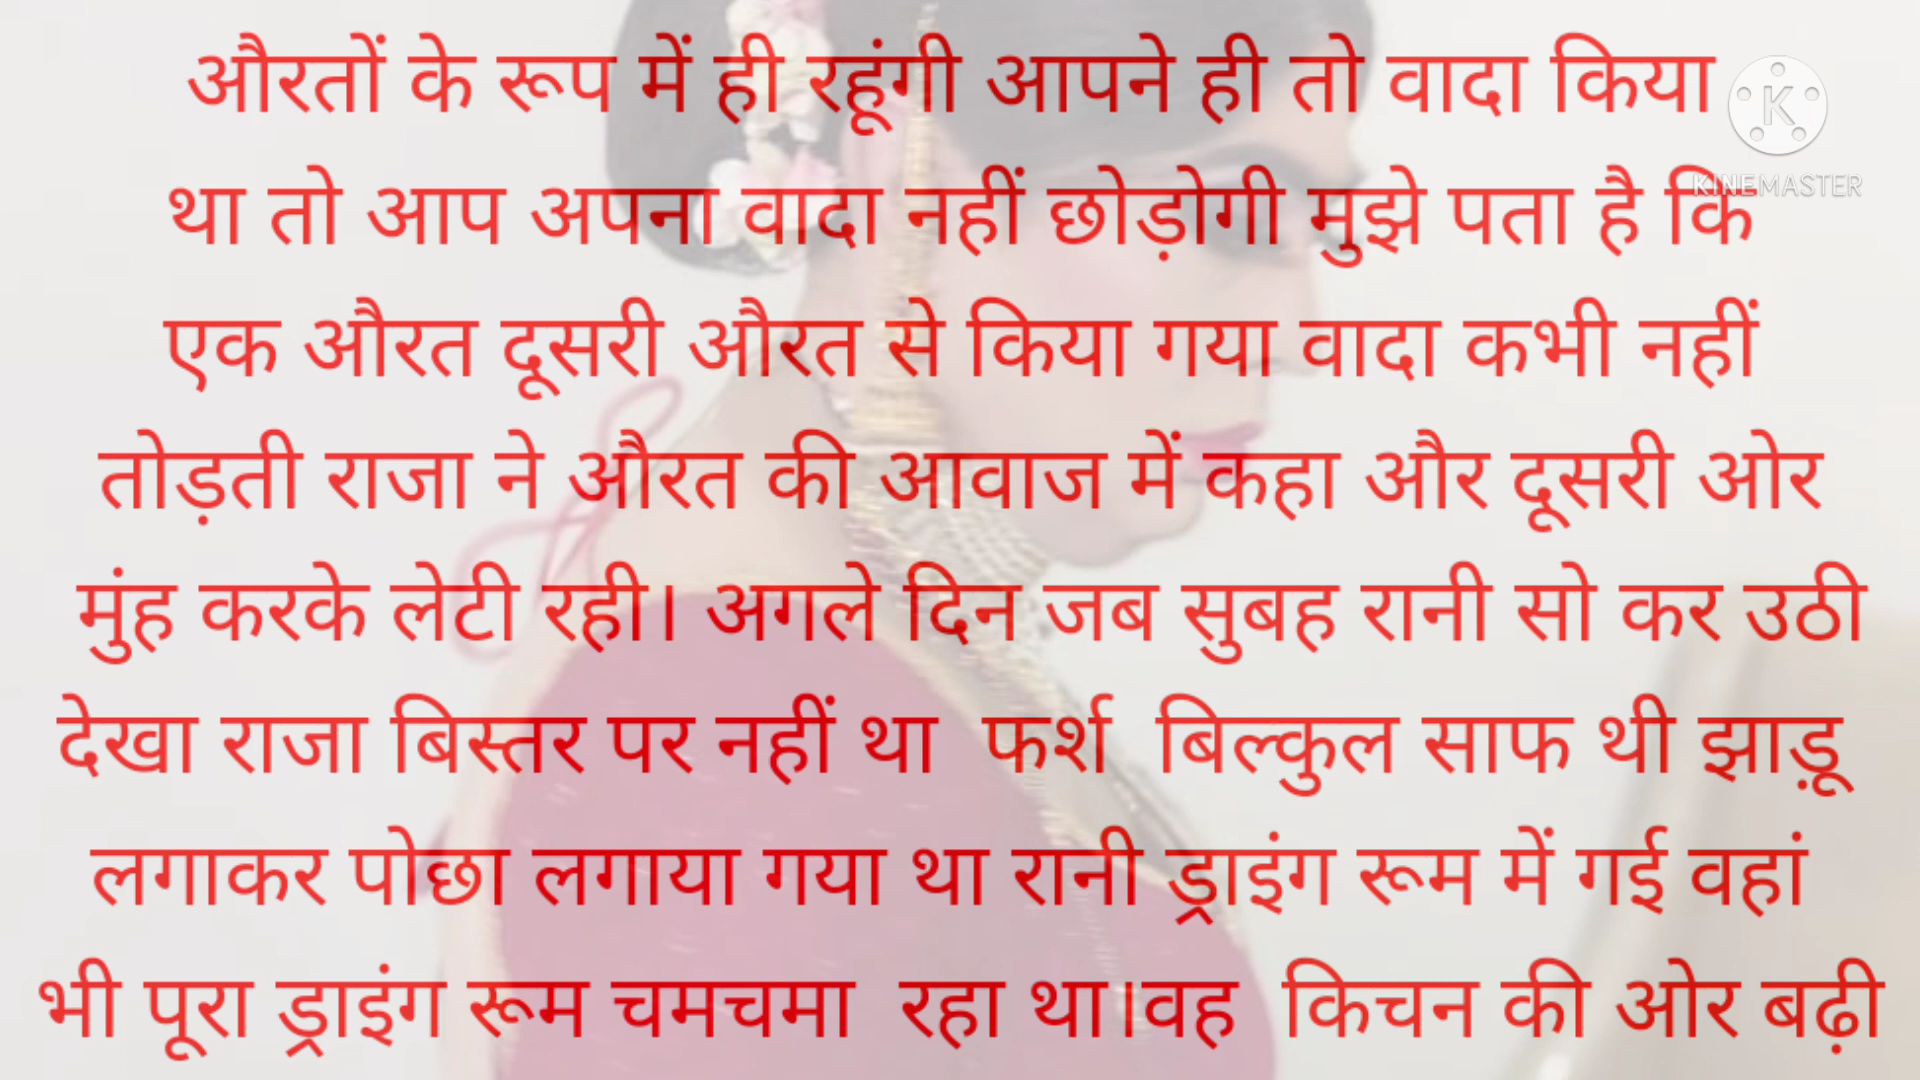 औरतों के रूप में ही रहूंगी आपने ही तो वादा किया
था तो आप अपना वादा नहीं छोड़ोगी मुझे पता है कि
एक औरत दूसरी औरत से किया गया वादा कभी नहीं
तोड़ती राजा ने औरत की आवाज में कहा और दूसरी ओर
मुंह करके लेटी रही। अगले दिन जब सुबह रानी सो कर उठी
देखा राजा बिस्तर पर नहीं था फर्श बिल्कुल साफ थी झाड़ू
लगाकर पोछा लगाया गया था रानी ड्राइंग रूम में गई वहां
भी पूरा ड्राइंग रूम चमचमा रहा था।वह किचन की ओर बढ़ी
K
KINEMASTER